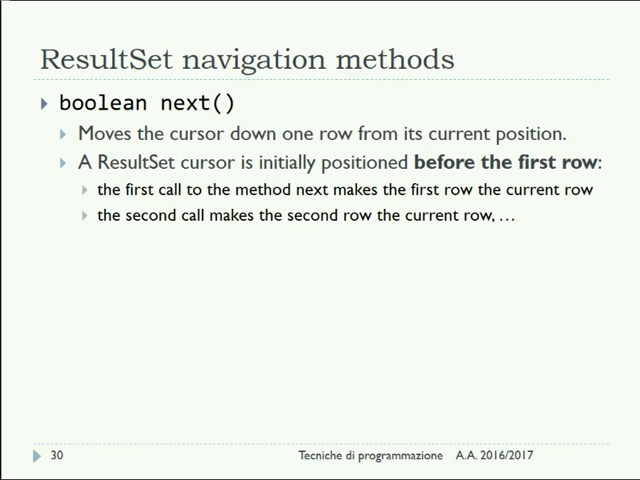 ResultSet navigation methods
boolean next()
Moves the cursor down one row from its current position.
A ResultSet cursor is initially positioned before the first row:
the first call to the method next makes the first row the current row
the second call makes the second row the current row, …
30
Tecniche di programmazione A.A. 2016/2017